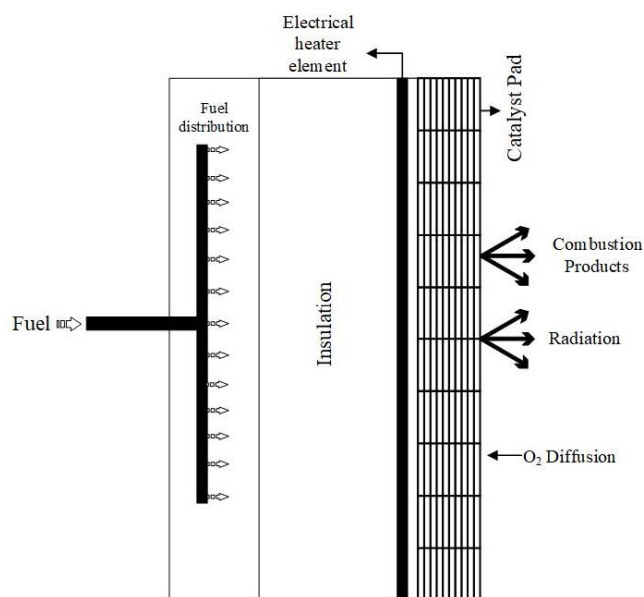 Electrical
heater
element
Catalyst Pad
Fuel
distribution
Combustion
Products
Fuel
Insulation
Radiation
O₂ Diffusion